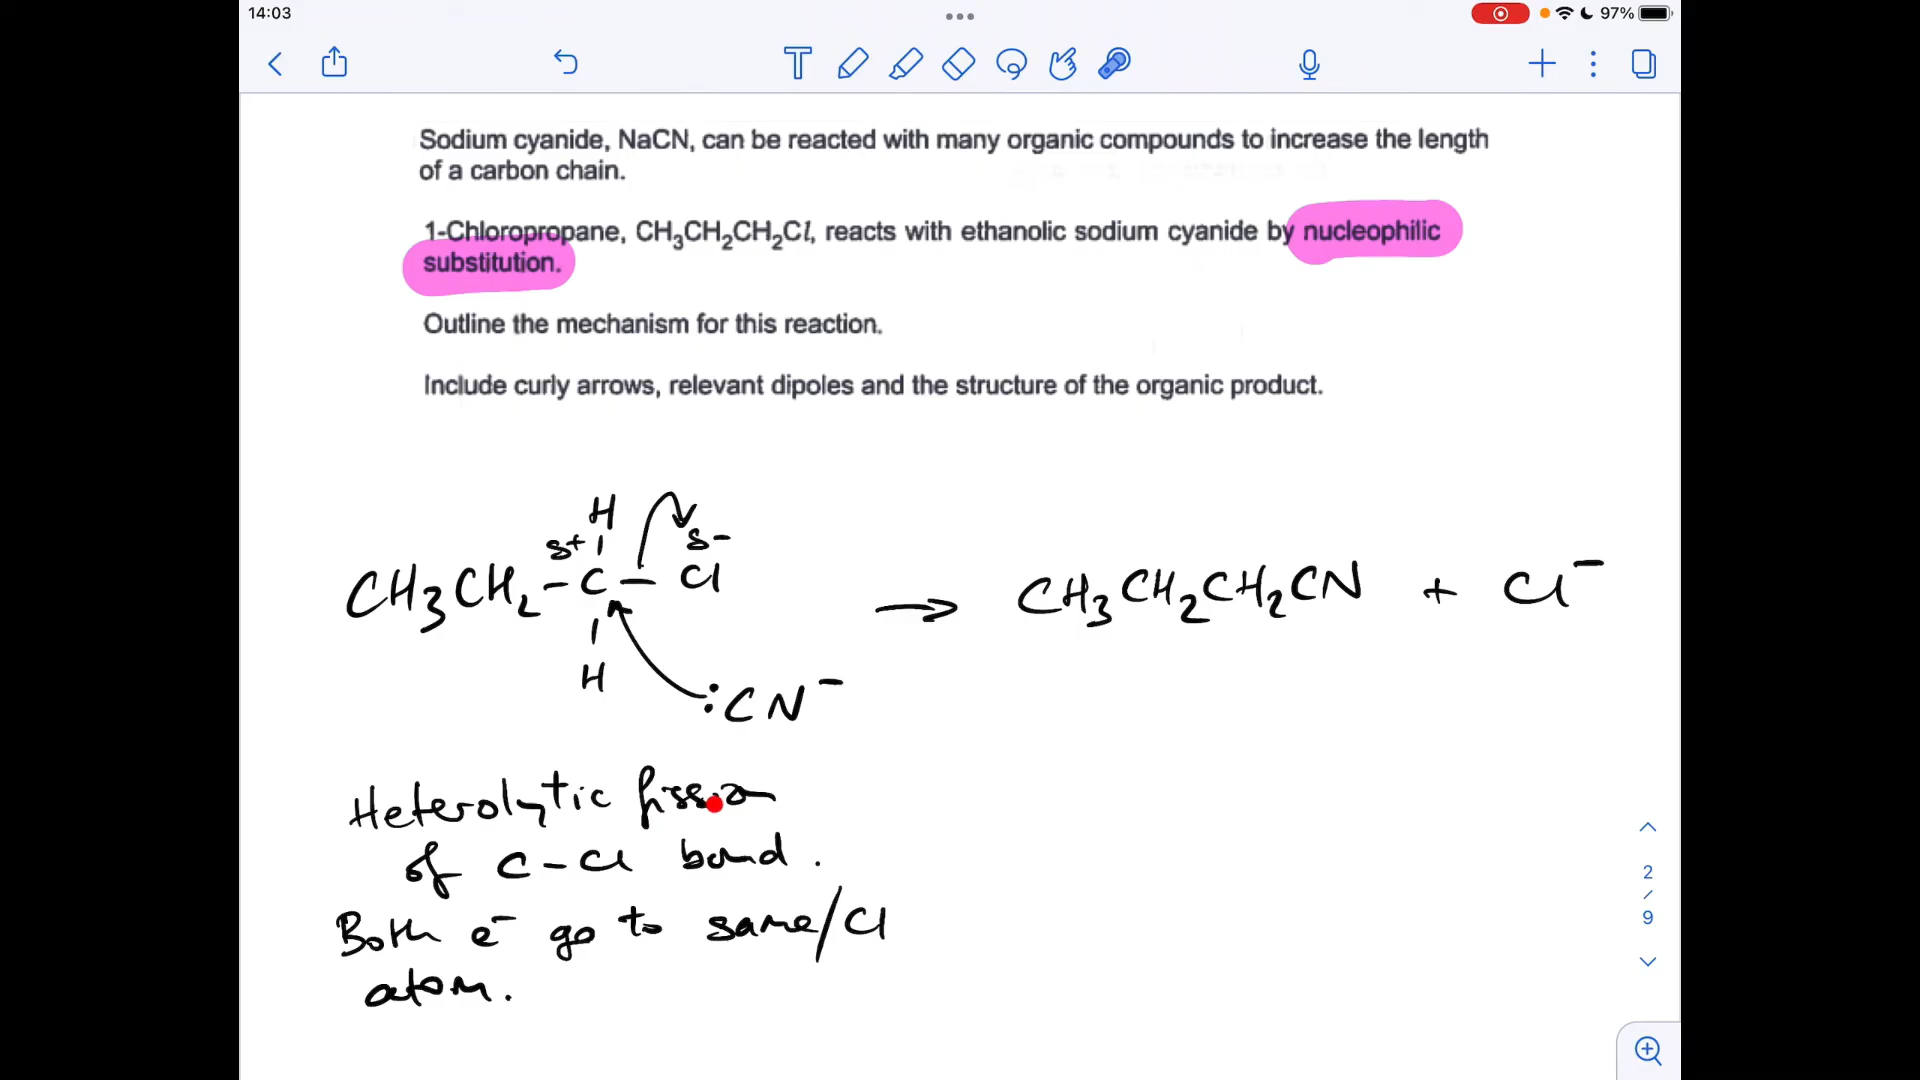 14:03
97%
Sodium cyanide, NaCN, can be reacted with many organic compounds to increase the length
of a carbon chain.
1-Chloropropane, CH₃CH₂CH₂Cl, reacts with ethanolic sodium cyanide by nucleophilic
substitution.
Outline the mechanism for this reaction.
Include curly arrows, relevant dipoles and the structure of the organic product.
H
δ+ δ-
CH₃CH₂-C-Cl → CH₃CH₂CH₂CN + Cl⁻
H
:CN⁻
Heterolytic fission
of C-Cl bond.
Both e⁻ go to same/Cl
atom.
2
/
9